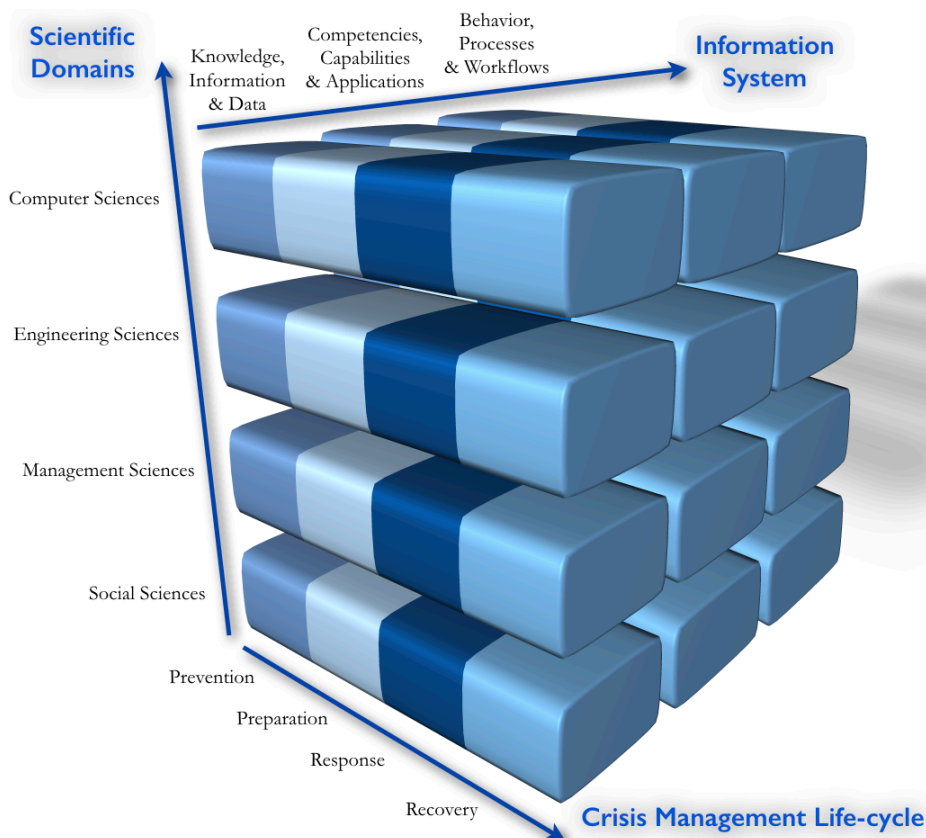 Scientific
Domains
Knowledge,
Information
& Data
Competencies,
Capabilities
& Applications
Behavior,
Processes
& Workflows
Information
System
Computer Sciences
Engineering Sciences
Management Sciences
Social Sciences
Prevention
Preparation
Response
Recovery
Crisis Management Life-cycle